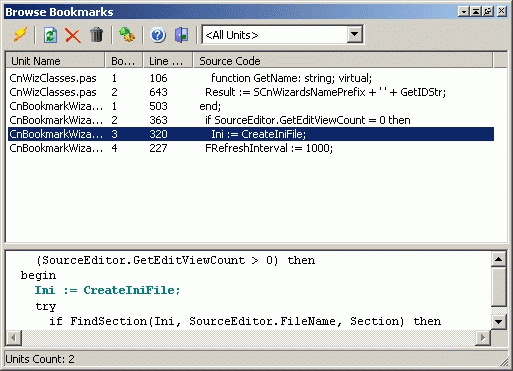 Browse Bookmarks
<All Units>
Unit Name Bo... Line ... Source Code
CnWizClasses.pas 1 106 function GetName: string; virtual;
CnWizClasses.pas 2 643 Result := SCnWizardsNamePrefix + ' ' + GetIDStr;
CnBookmarkWiza... 1 503 end;
CnBookmarkWiza... 2 363 if SourceEditor.GetEditViewCount = 0 then
CnBookmarkWiza... 3 320 Ini := CreateIniFile;
CnBookmarkWiza... 4 227 FRefreshInterval := 1000;
(SourceEditor.GetEditViewCount > 0) then
begin
Ini := CreateIniFile;
try
if FindSection(Ini, SourceEditor.FileName, Section) then
Units Count: 2